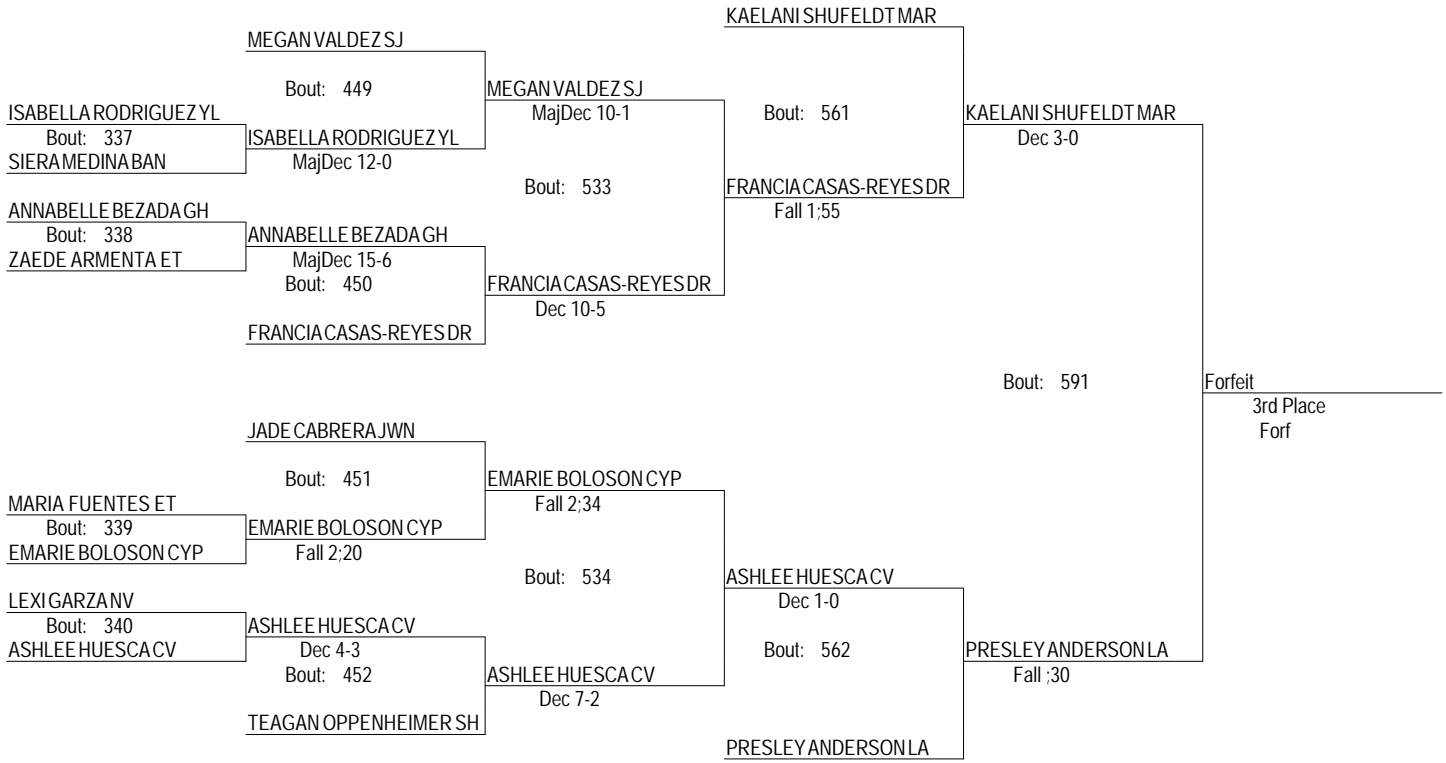 KAELANI SHUFELDT MAR
MEGAN VALDEZ SJ
Bout: 449
MEGAN VALDEZ SJ
MajDec 10-1
Bout: 561
KAELANI SHUFELDT MAR
Dec 3-0
ISABELLA RODRIGUEZ YL
Bout: 337
SIERA MEDINA BAN
ISABELLA RODRIGUEZ YL
MajDec 12-0
Bout: 533
FRANCIA CASAS-REYES DR
Fall 1;55
ANNABELLE BEZADA GH
Bout: 338
ZAEDE ARMENTA ET
ANNABELLE BEZADA GH
MajDec 15-6
Bout: 450
FRANCIA CASAS-REYES DR
Dec 10-5
FRANCIA CASAS-REYES DR
Bout: 591
Forfeit
3rd Place
Forf
JADE CABRERA JWN
Bout: 451
EMARIE BOLOSON CYP
Fall 2;34
MARIA FUENTES ET
Bout: 339
EMARIE BOLOSON CYP
EMARIE BOLOSON CYP
Fall 2;20
Bout: 534
ASHLEE HUESCA CV
Dec 1-0
LEXI GARZA NV
Bout: 340
ASHLEE HUESCA CV
ASHLEE HUESCA CV
Dec 4-3
Bout: 452
Bout: 562
PRESLEY ANDERSON LA
Fall ;30
ASHLEE HUESCA CV
Dec 7-2
TEAGAN OPPENHEIMER SH
PRESLEY ANDERSON LA